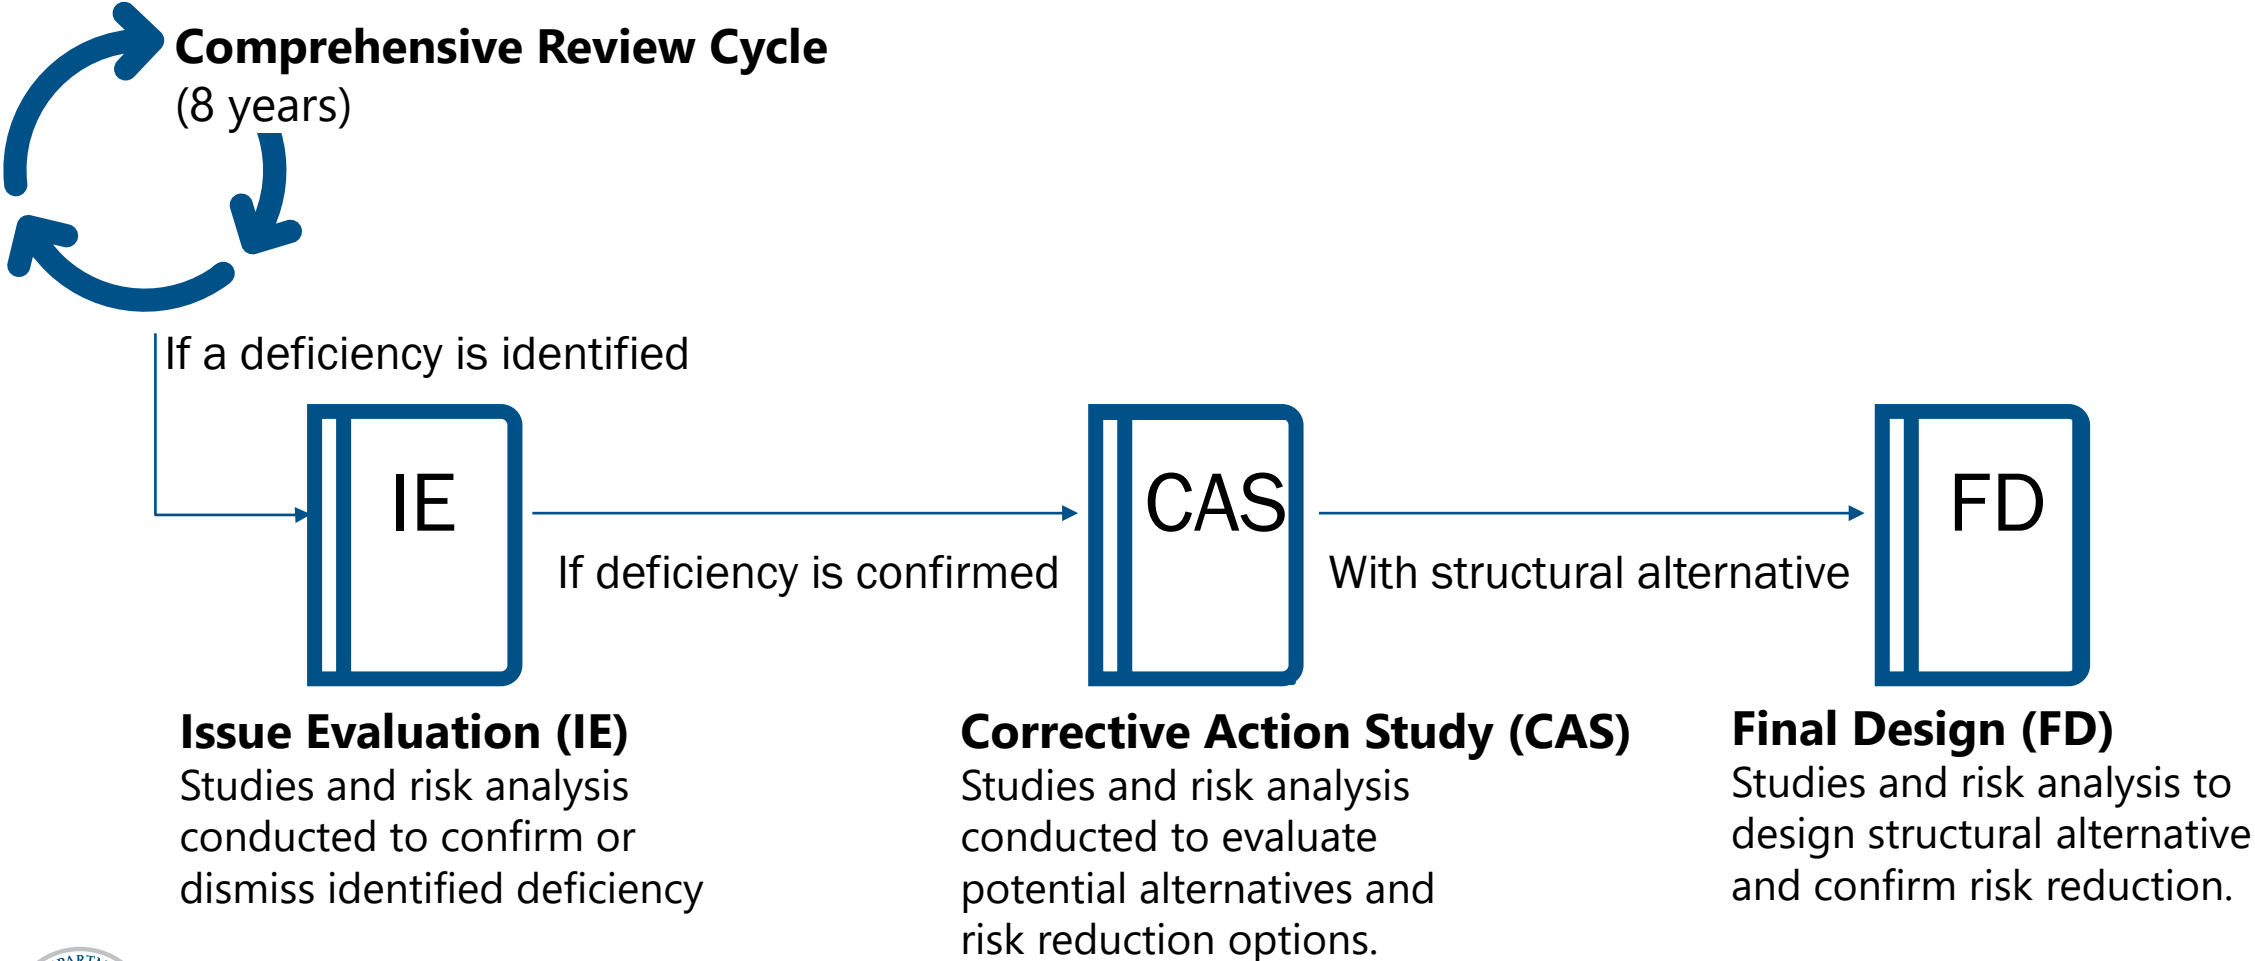 Comprehensive Review Cycle
(8 years)
If a deficiency is identified
IE
CAS
FD
If deficiency is confirmed
With structural alternative
Issue Evaluation (IE)
Studies and risk analysis
conducted to confirm or
dismiss identified deficiency
Corrective Action Study (CAS)
Studies and risk analysis
conducted to evaluate
potential alternatives and
risk reduction options.
Final Design (FD)
Studies and risk analysis to
design structural alternative
and confirm risk reduction.